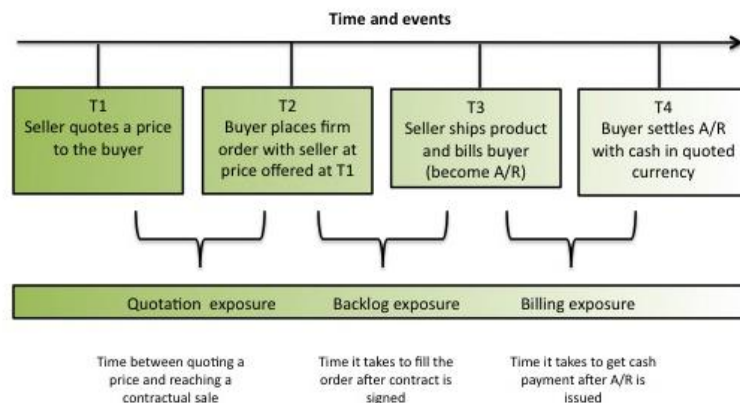 Time and events
T1
Seller quotes a price
to the buyer
T2
Buyer places firm
order with seller at
price offered at T1
T3
Seller ships product
and bills buyer
(become A/R)
T4
Buyer settles A/R
with cash in quoted
currency
Quotation exposure
Backlog exposure
Billing exposure
Time between quoting a
price and reaching a
contractual sale
Time it takes to fill the
order after contract is
signed
Time it takes to get cash
payment after A/R is
issued